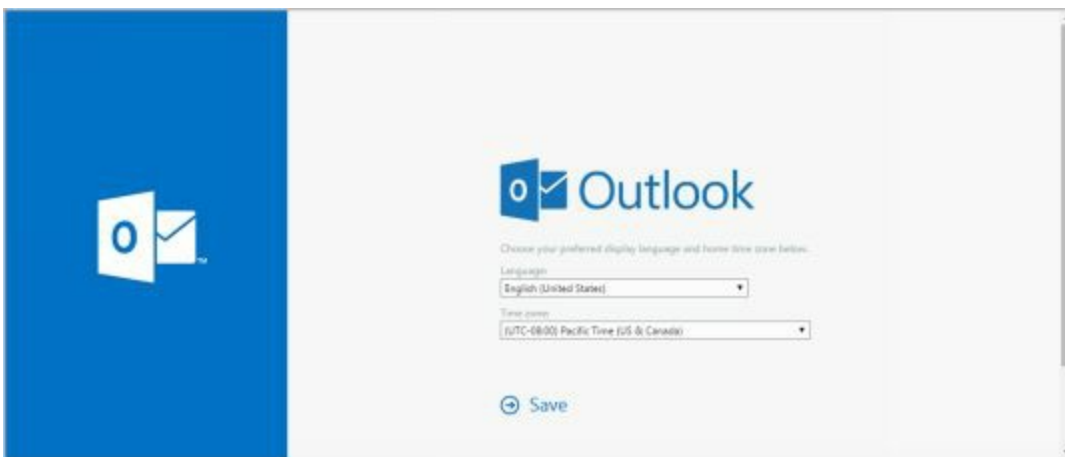 O
TM
O Outlook
Choose your preferred display language and home time zone below.
Language:
English (United States)
Time zone:
(UTC-08:00) Pacific Time (US & Canada)
Save